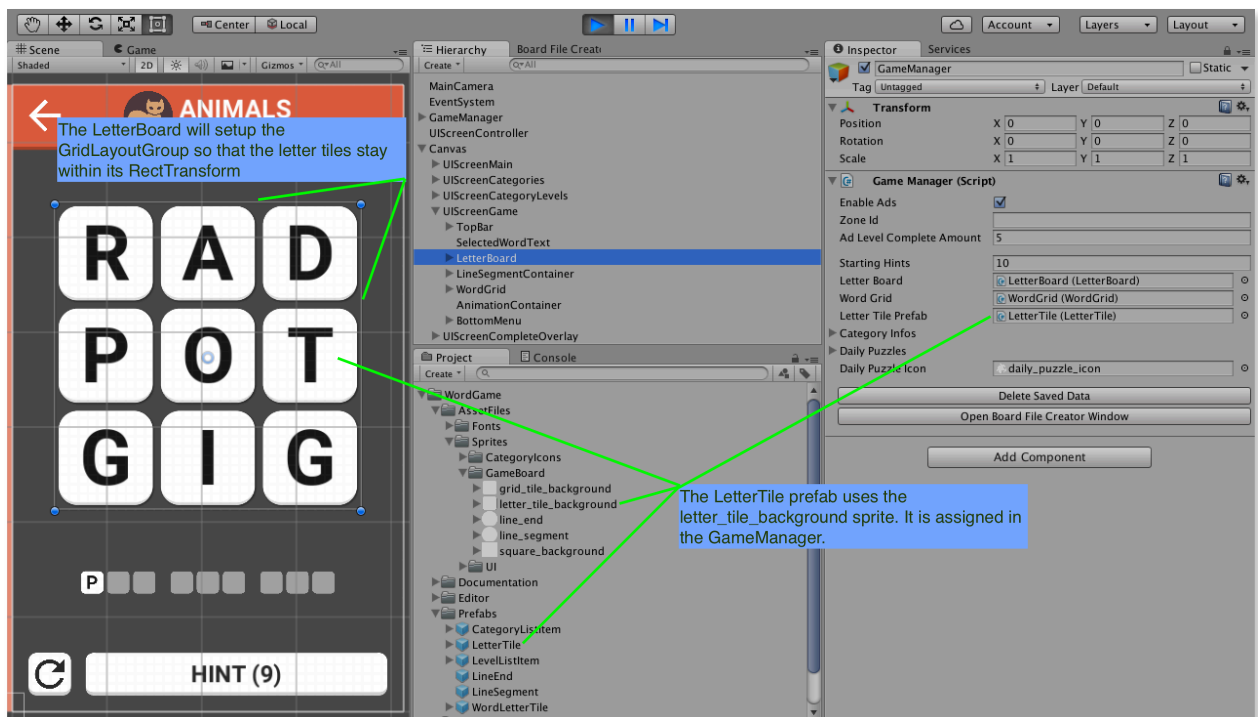 Center Local Account Layers Layout
Scene Game
Shaded 2D Gizmos All
ANIMALS
The LetterBoard will setup the
GridLayoutGroup so that the letter tiles stay
within its RectTransform
R A D
P O T
G I G
P
HINT (9)
Hierarchy Board File Creati
Create All
MainCamera
EventSystem
GameManager
UIScreenController
Canvas
UIScreenMain
UIScreenCategories
UIScreenCategoryLevels
UIScreenGame
TopBar
SelectedWordText
LetterBoard
LineSegmentContainer
WordGrid
AnimationContainer
BottomMenu
UIScreenCompleteOverlay
Project Console
Create
WordGame
AssetFiles
Fonts
Sprites
CategoryIcons
GameBoard
grid_tile_background
letter_tile_background
line_end
line_segment
square_background
UI
Documentation
Editor
Prefabs
CategoryListItem
LetterTile
LevelListItem
LineEnd
LineSegment
WordLetterTile
The LetterTile prefab uses the
letter_tile_background sprite. It is assigned in
the GameManager.
Inspector Services
GameManager Static
Tag Untagged Layer Default
Transform
Position X 0 Y 0 Z 0
Rotation X 0 Y 0 Z 0
Scale X 1 Y 1 Z 1
Game Manager (Script)
Enable Ads
Zone Id
Ad Level Complete Amount 5
Starting Hints 10
Letter Board LetterBoard (LetterBoard)
Word Grid WordGrid (WordGrid)
Letter Tile Prefab LetterTile (LetterTile)
Category Infos
Daily Puzzles
Daily Puzzle Icon daily_puzzle_icon
Delete Saved Data
Open Board File Creator Window
Add Component